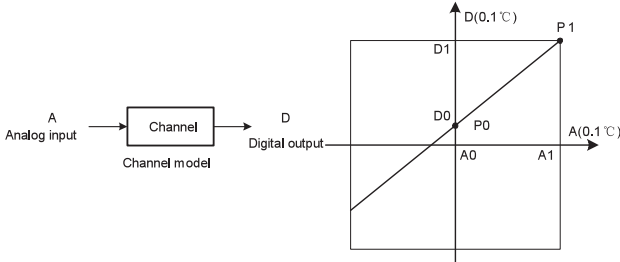 A
Analog input
Channel
Channel model
D
Digital output
D(0.1℃)
P1
D1
D0
P0
A(0.1℃)
A0
A1